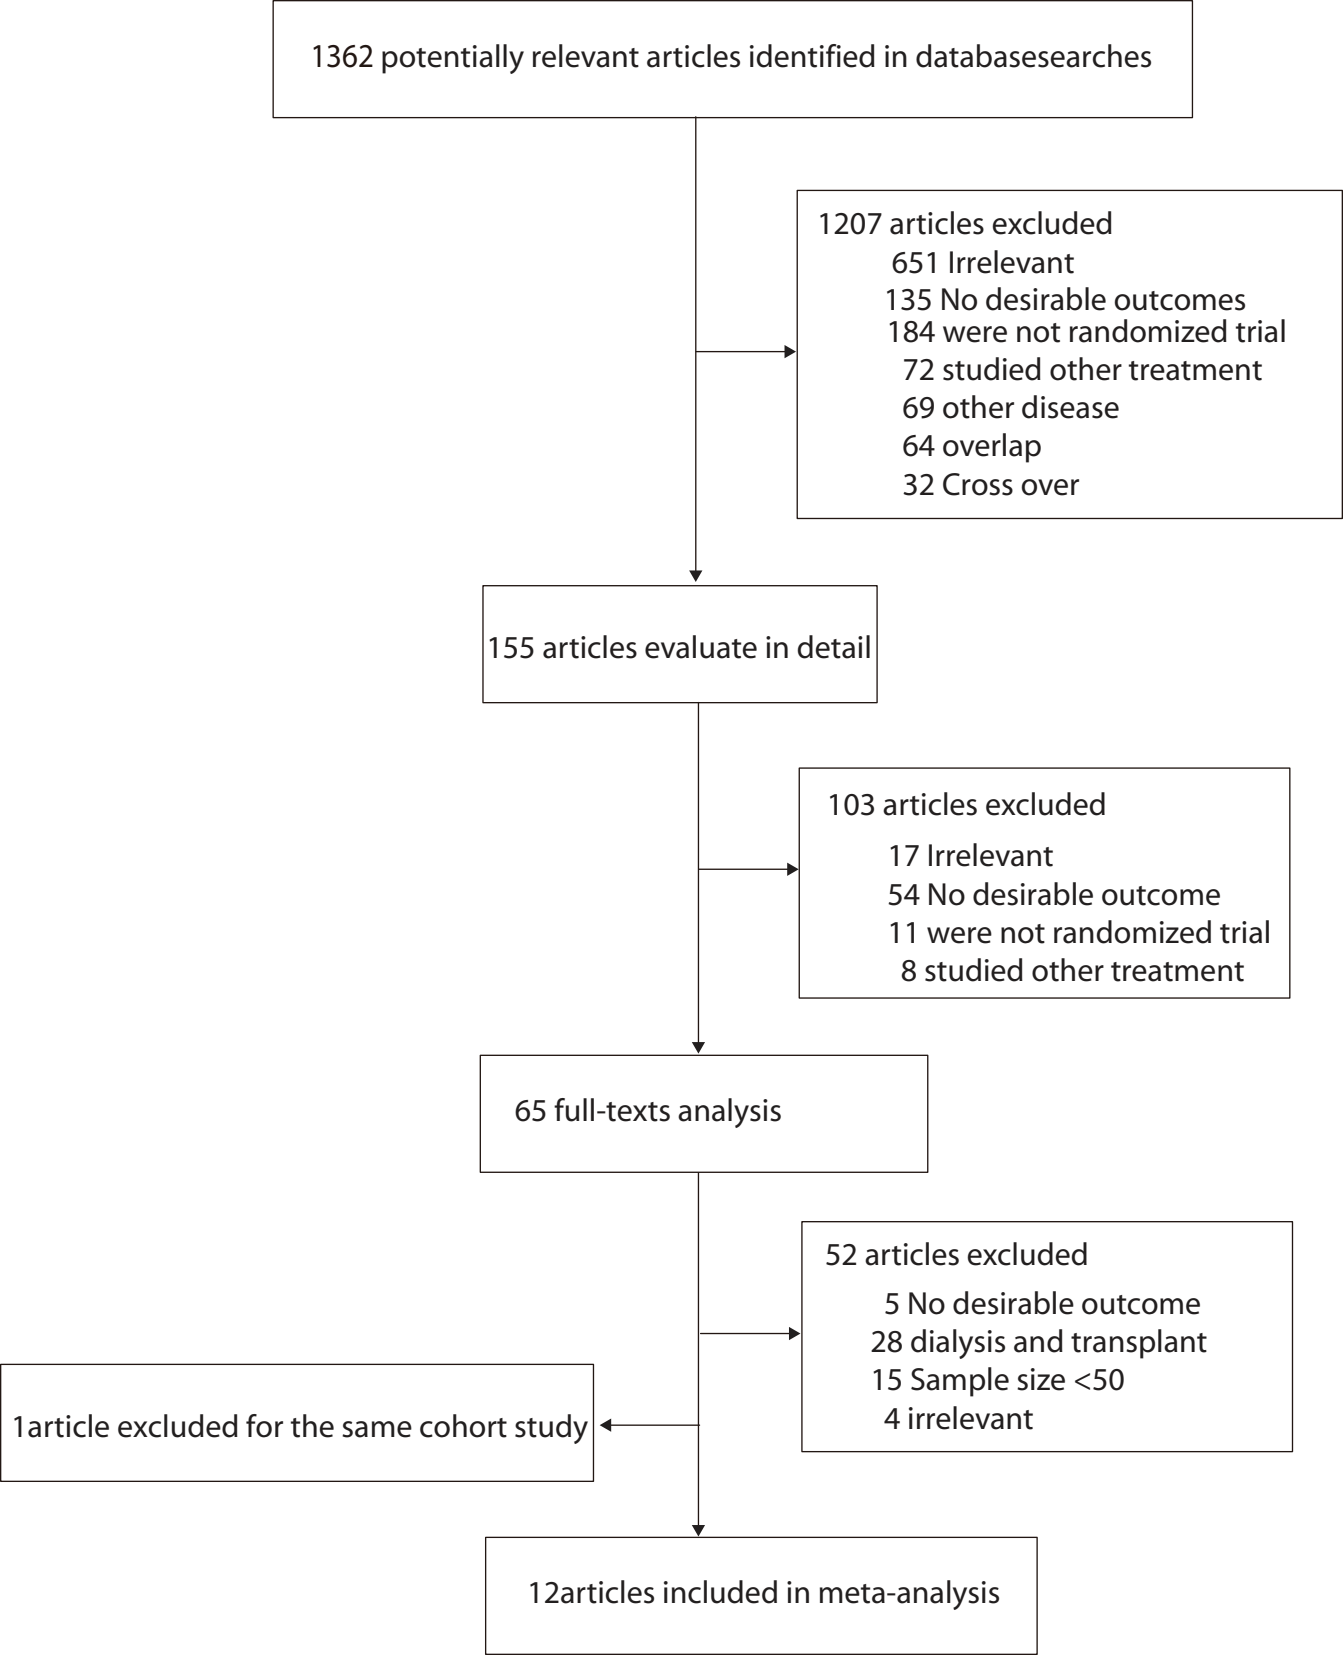 1362 potentially relevant articles identified in databasesearches
1207 articles excluded
651 Irrelevant
135 No desirable outcomes
184 were not randomized trial
72 studied other treatment
69 other disease
64 overlap
32 Cross over
155 articles evaluate in detail
103 articles excluded
17 Irrelevant
54 No desirable outcome
11 were not randomized trial
8 studied other treatment
65 full-texts analysis
52 articles excluded
5 No desirable outcome
28 dialysis and transplant
15 Sample size <50
4 irrelevant
1article excluded for the same cohort study
12articles included in meta-analysis